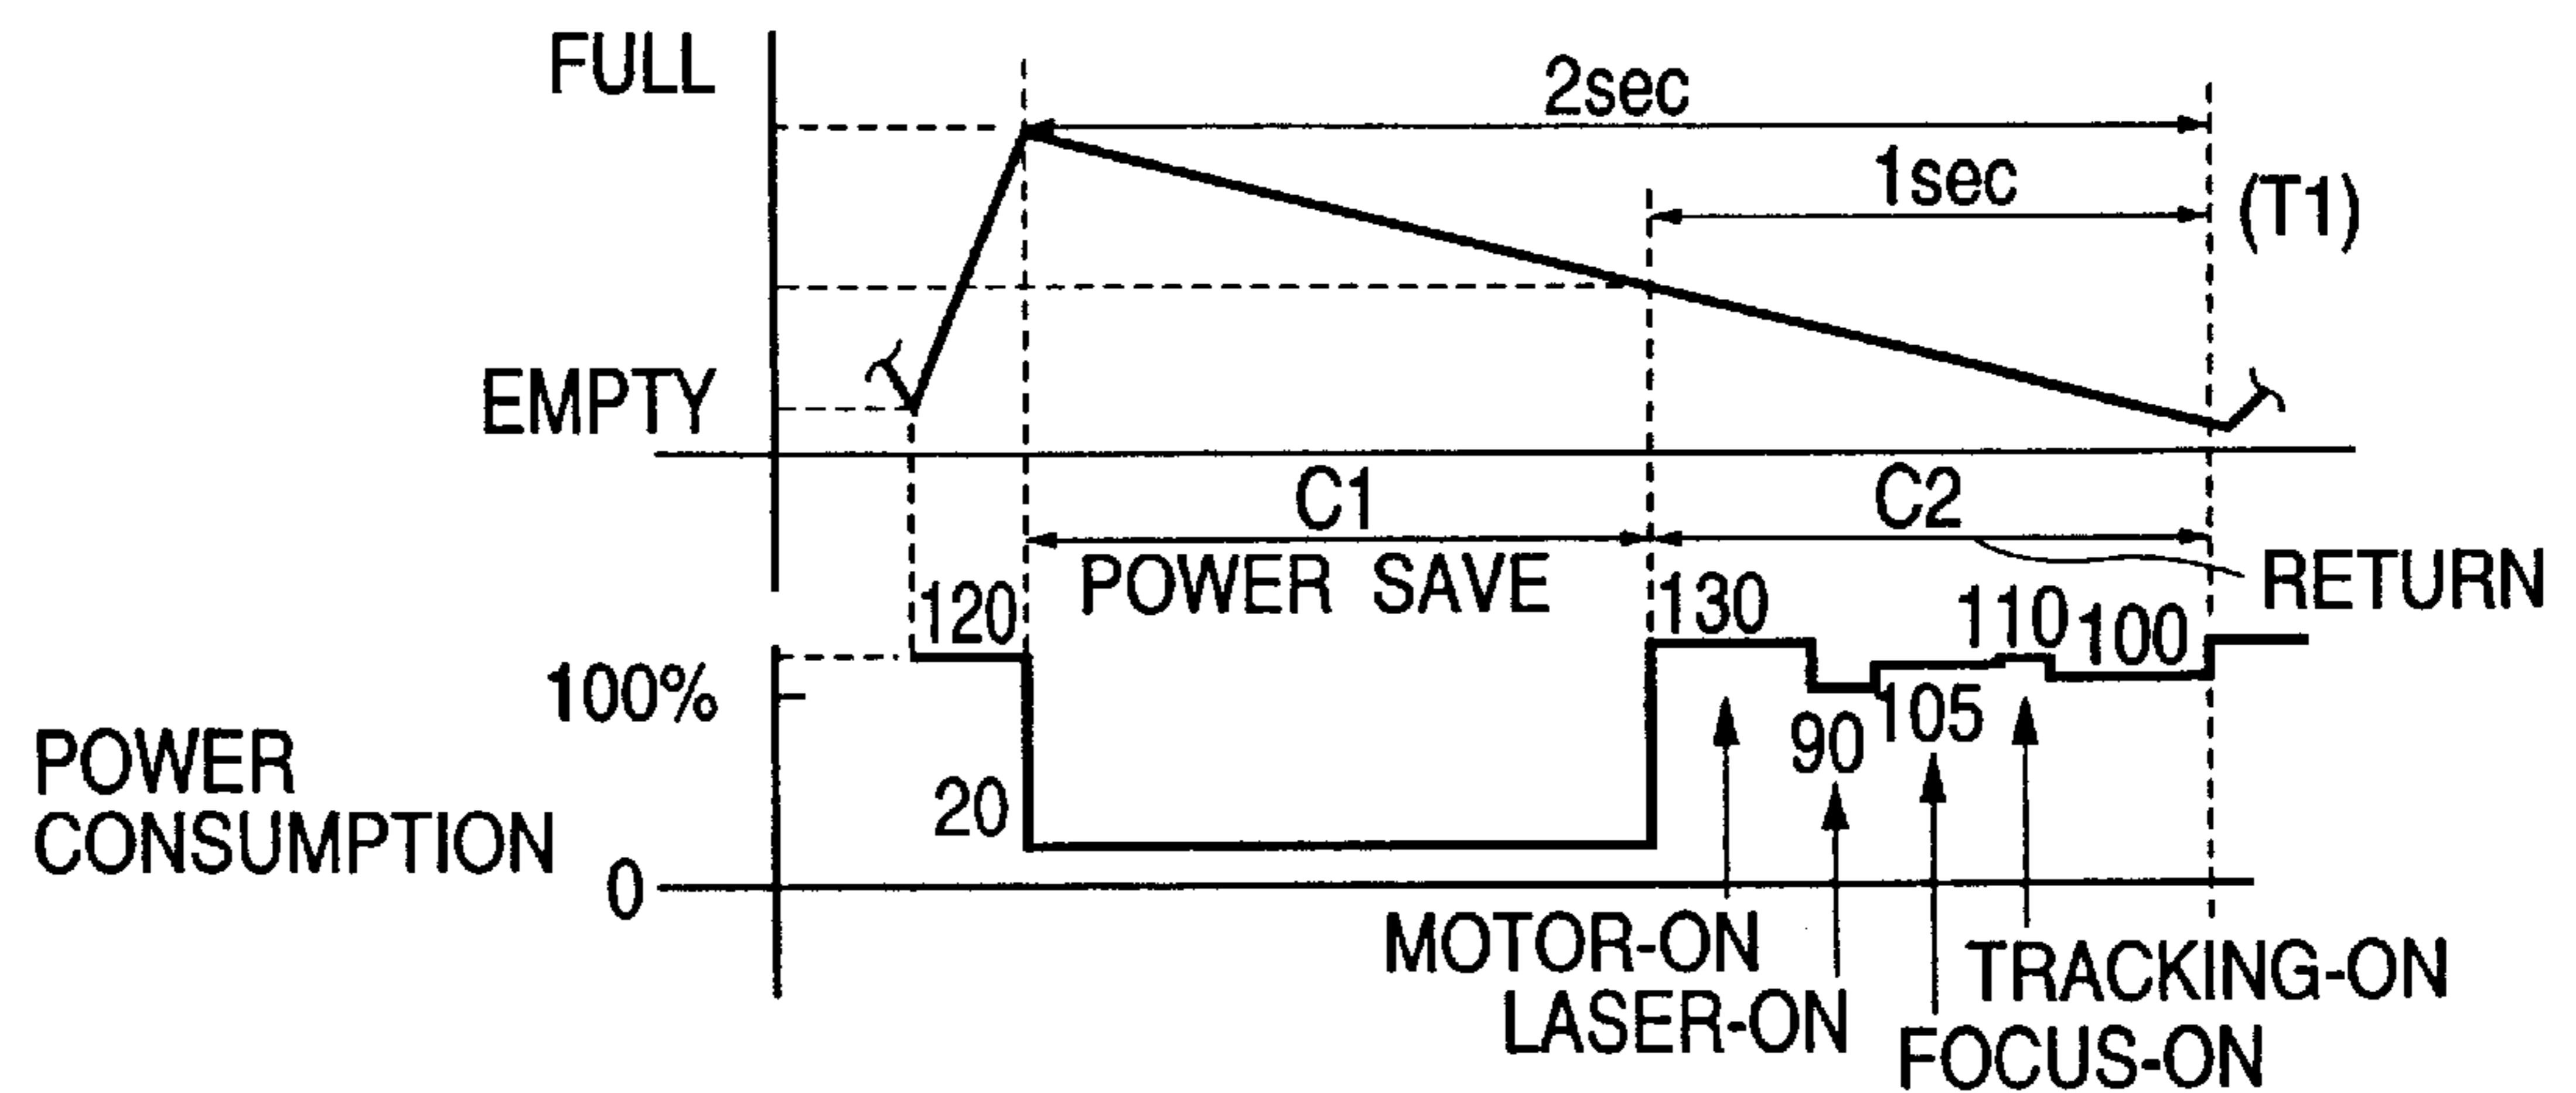 FULL
2sec
1sec
(T1)
EMPTY
C1
C2
POWER SAVE
RETURN
120
130
110
100
100%
90
105
POWER
CONSUMPTION
20
0
MOTOR-ON
TRACKING-ON
LASER-ON
FOCUS-ON